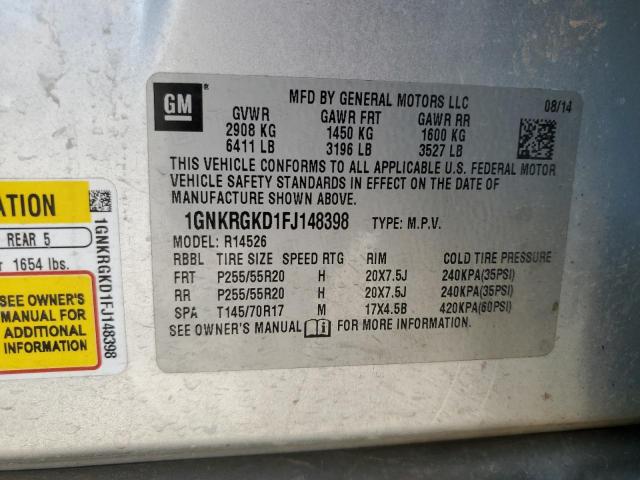 GM
MFD BY GENERAL MOTORS LLC 08/14
GVWR GAWR FRT GAWR RR
2908 KG 1450 KG 1600 KG
6411 LB 3196 LB 3527 LB
THIS VEHICLE CONFORMS TO ALL APPLICABLE U.S. FEDERAL MOTOR
VEHICLE SAFETY STANDARDS IN EFFECT ON THE DATE OF
MANUFACTURE SHOWN ABOVE.
1GNKRGKD1FJ148398 TYPE: M.P.V.
MODEL: R14526
RBBL TIRE SIZE SPEED RTG RIM COLD TIRE PRESSURE
FRT P255/55R20 H 20X7.5J 240KPA(35PSI)
RR P255/55R20 H 20X7.5J 240KPA(35PSI)
SPA T145/70R17 M 17X4.5B 420KPA(60PSI)
SEE OWNER'S MANUAL FOR MORE INFORMATION.
ATION
REAR 5
1654 lbs.
SEE OWNER'S
MANUAL FOR
ADDITIONAL
INFORMATION
1GNKRGKD1FJ148398